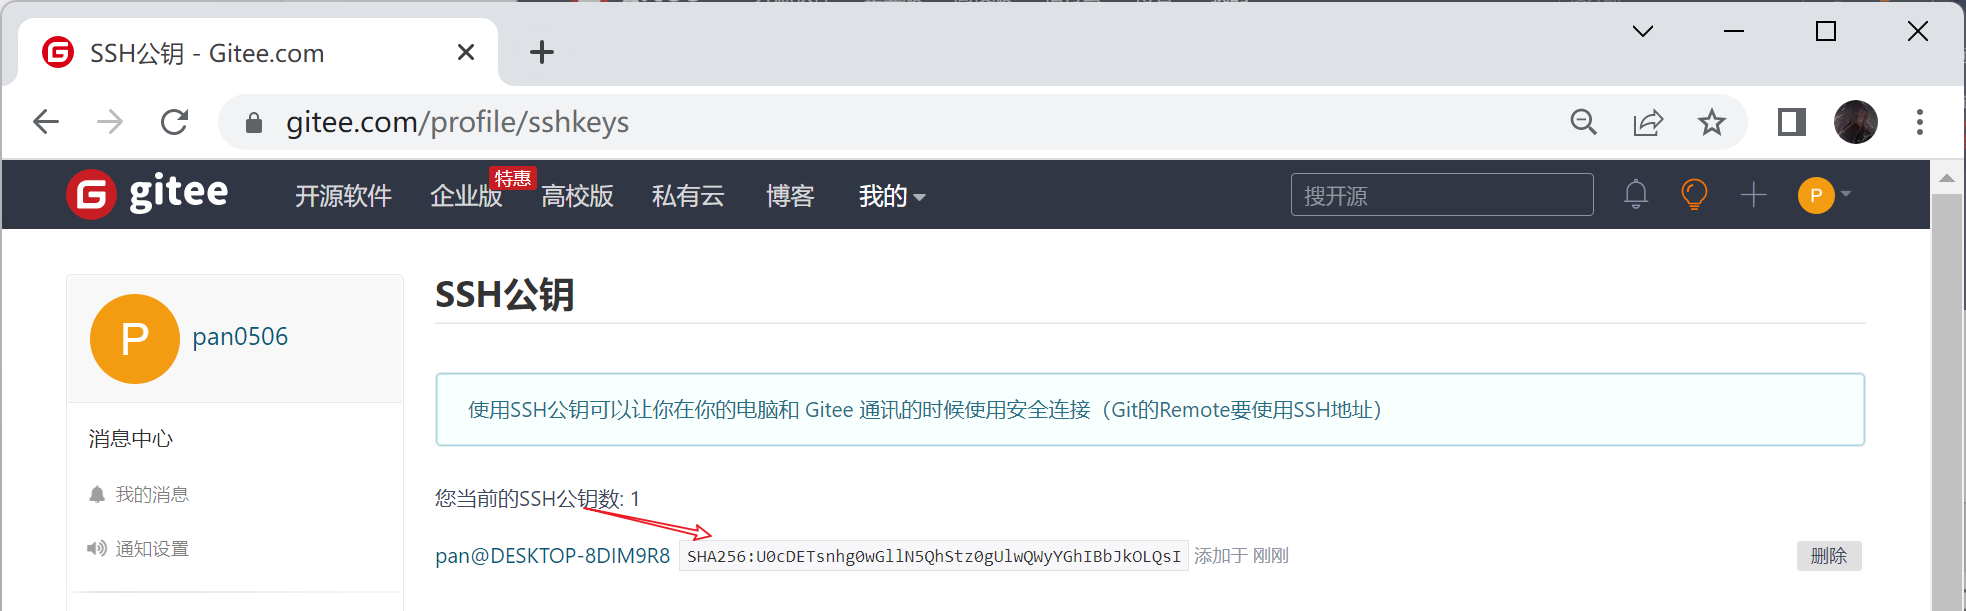 SSH公钥 - Gitee.com
gitee.com/profile/sshkeys
gitee 开源软件 企业版 特惠 高校版 私有云 博客 我的 搜开源 P
SSH公钥
P pan0506
使用SSH公钥可以让你在你的电脑和 Gitee 通讯的时候使用安全连接（Git的Remote要使用SSH地址）
消息中心
我的消息
您当前的SSH公钥数: 1
通知设置
pan@DESKTOP-8DIM9R8 SHA256:U0cDETsnhg0wGllN5QhStz0gUlwQWyYGhIBbJkOLQsI 添加于 刚刚 删除